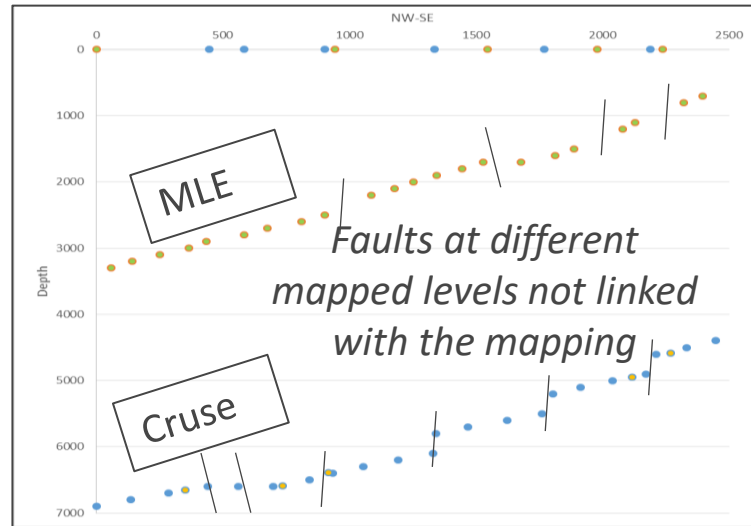 NW-SE
0 500 1000 1500 2000 2500
0
1000
MLE
2000
3000
Faults at different
mapped levels not linked
with the mapping
Depth
4000
5000
Cruse
6000
7000